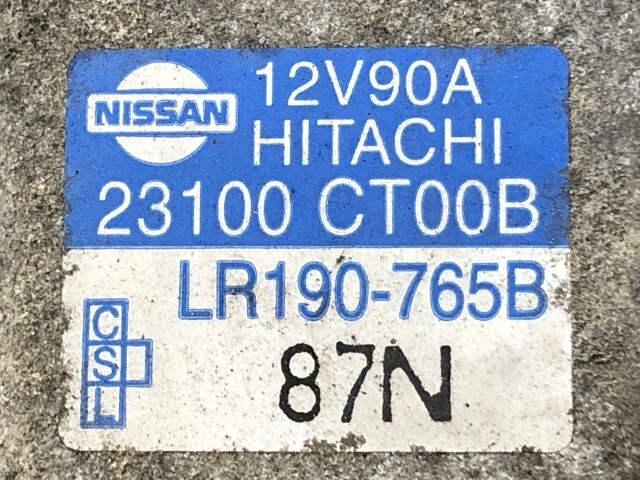 NISSAN
12V90A
HITACHI
23100 CT00B
LR190-765B
C
S
L
87N